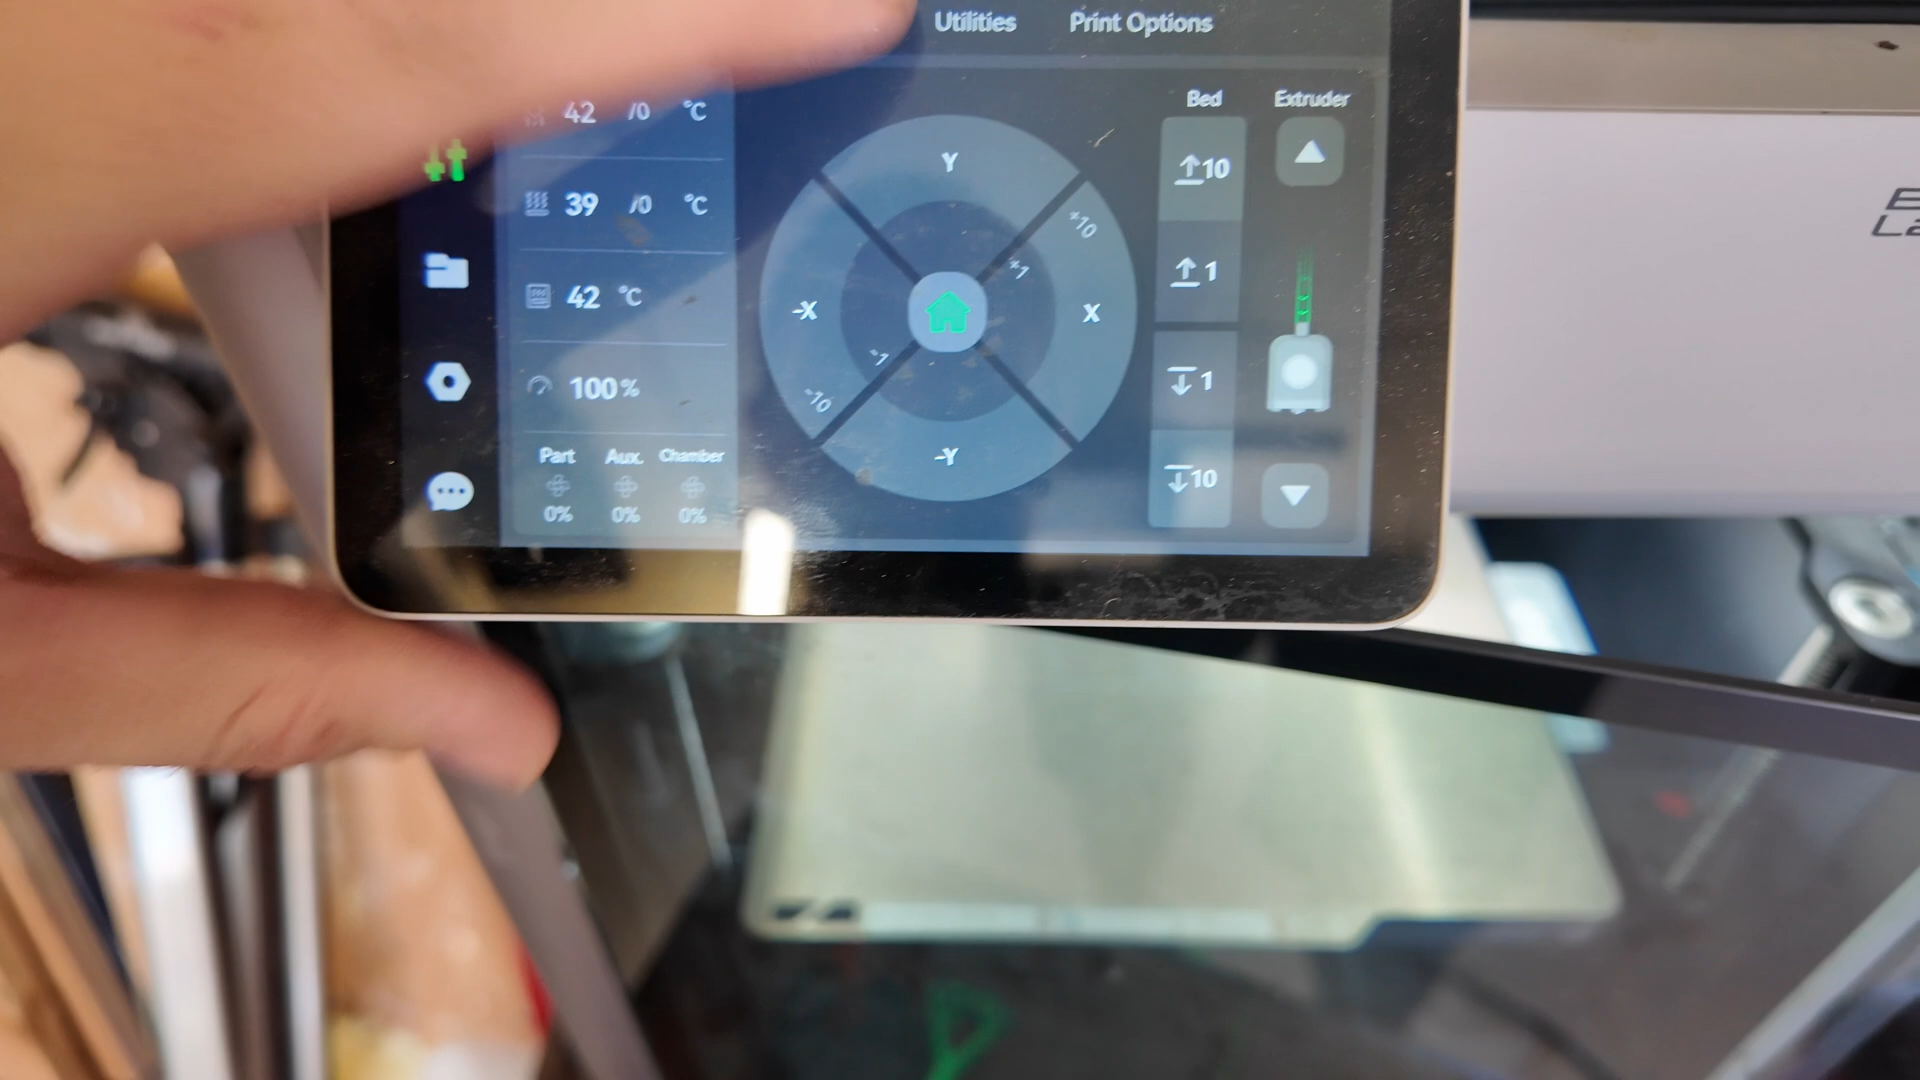 Utilities Print Options
42 /0 °C
39 /0 °C
42 °C
100%
Part Aux. Chamber
0% 0% 0%
Y
-X
X
-Y
+10
+1
-1
-10
Bed
10
1
1
10
Extruder